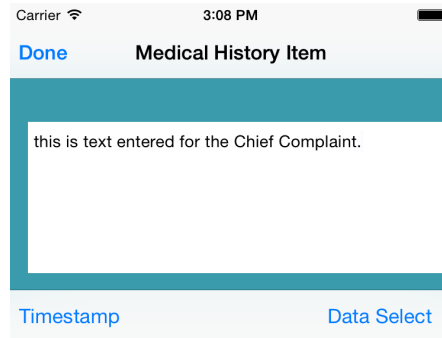 Carrier 3:08 PM
Done Medical History Item
this is text entered for the Chief Complaint.
Timestamp Data Select